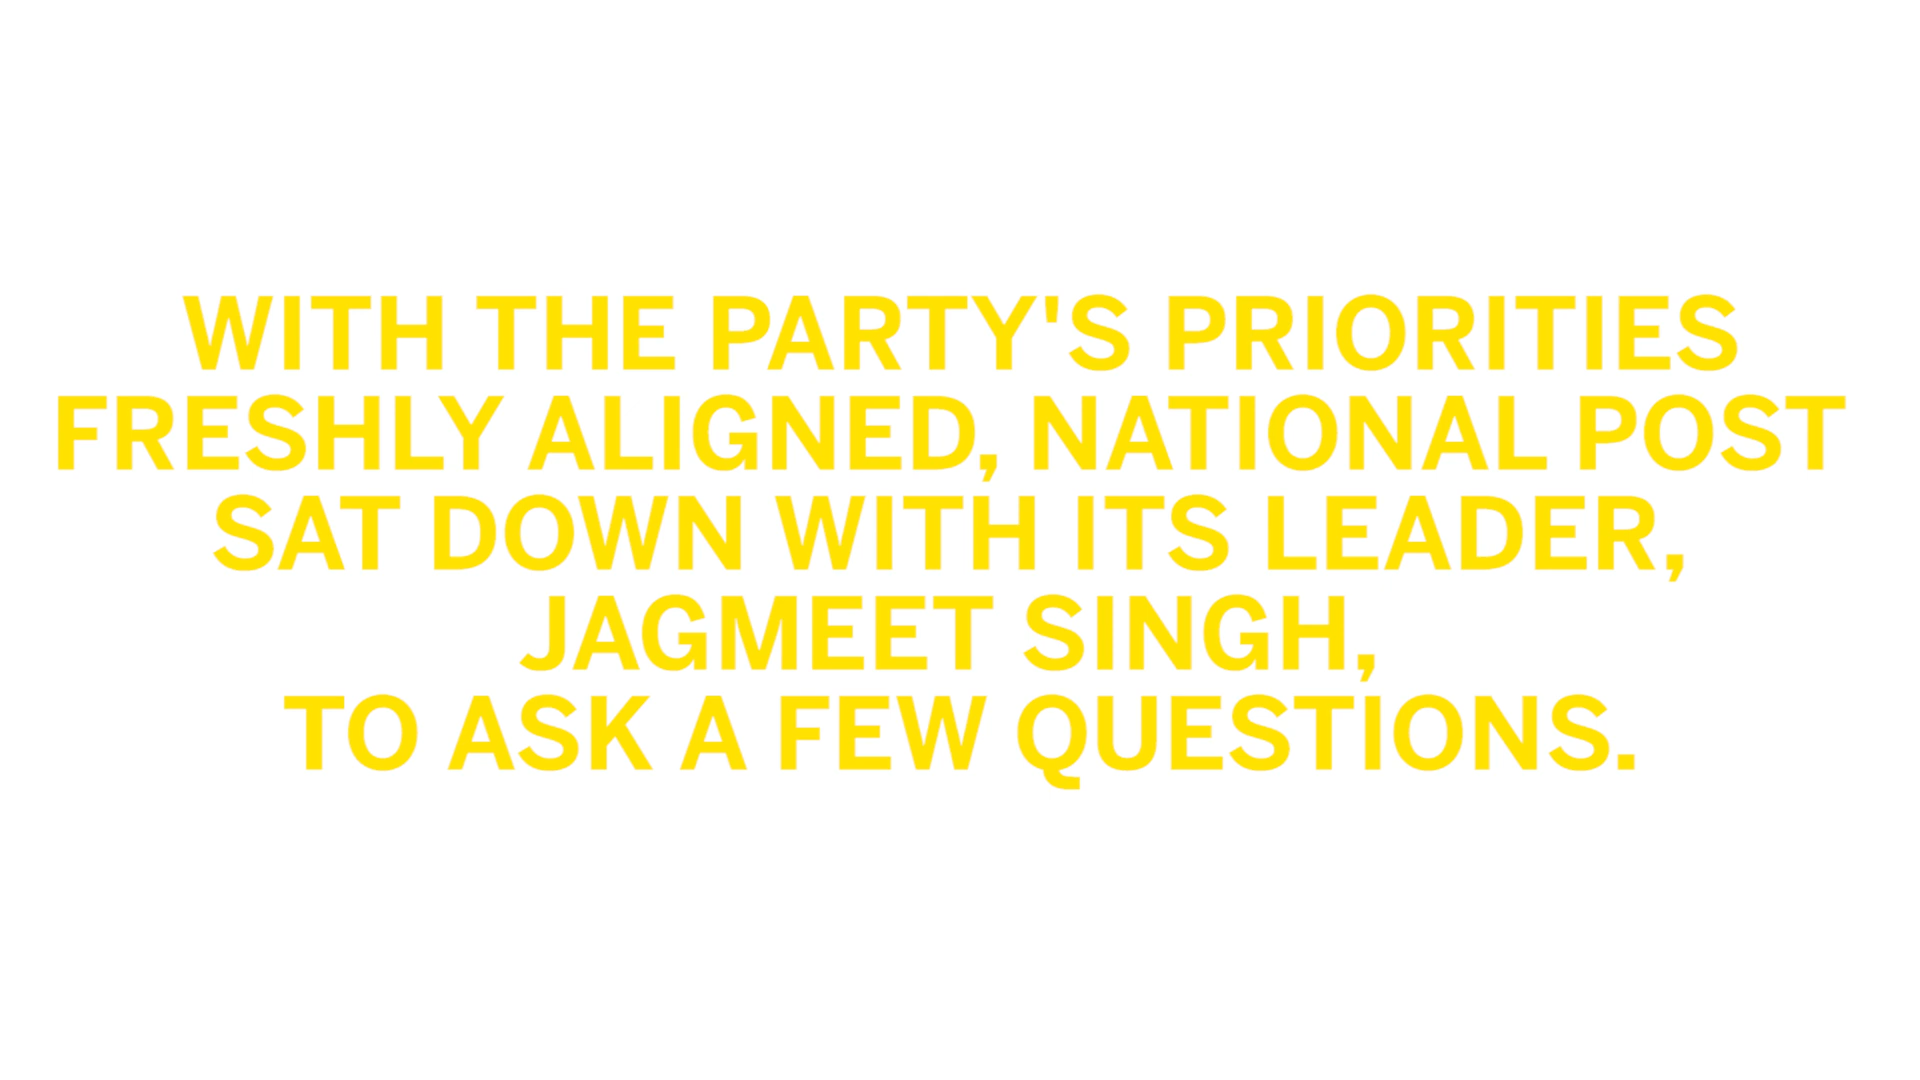 WITH THE PARTY'S PRIORITIES
FRESHLY ALIGNED, NATIONAL POST
SAT DOWN WITH ITS LEADER,
JAGMEET SINGH,
TO ASK A FEW QUESTIONS.